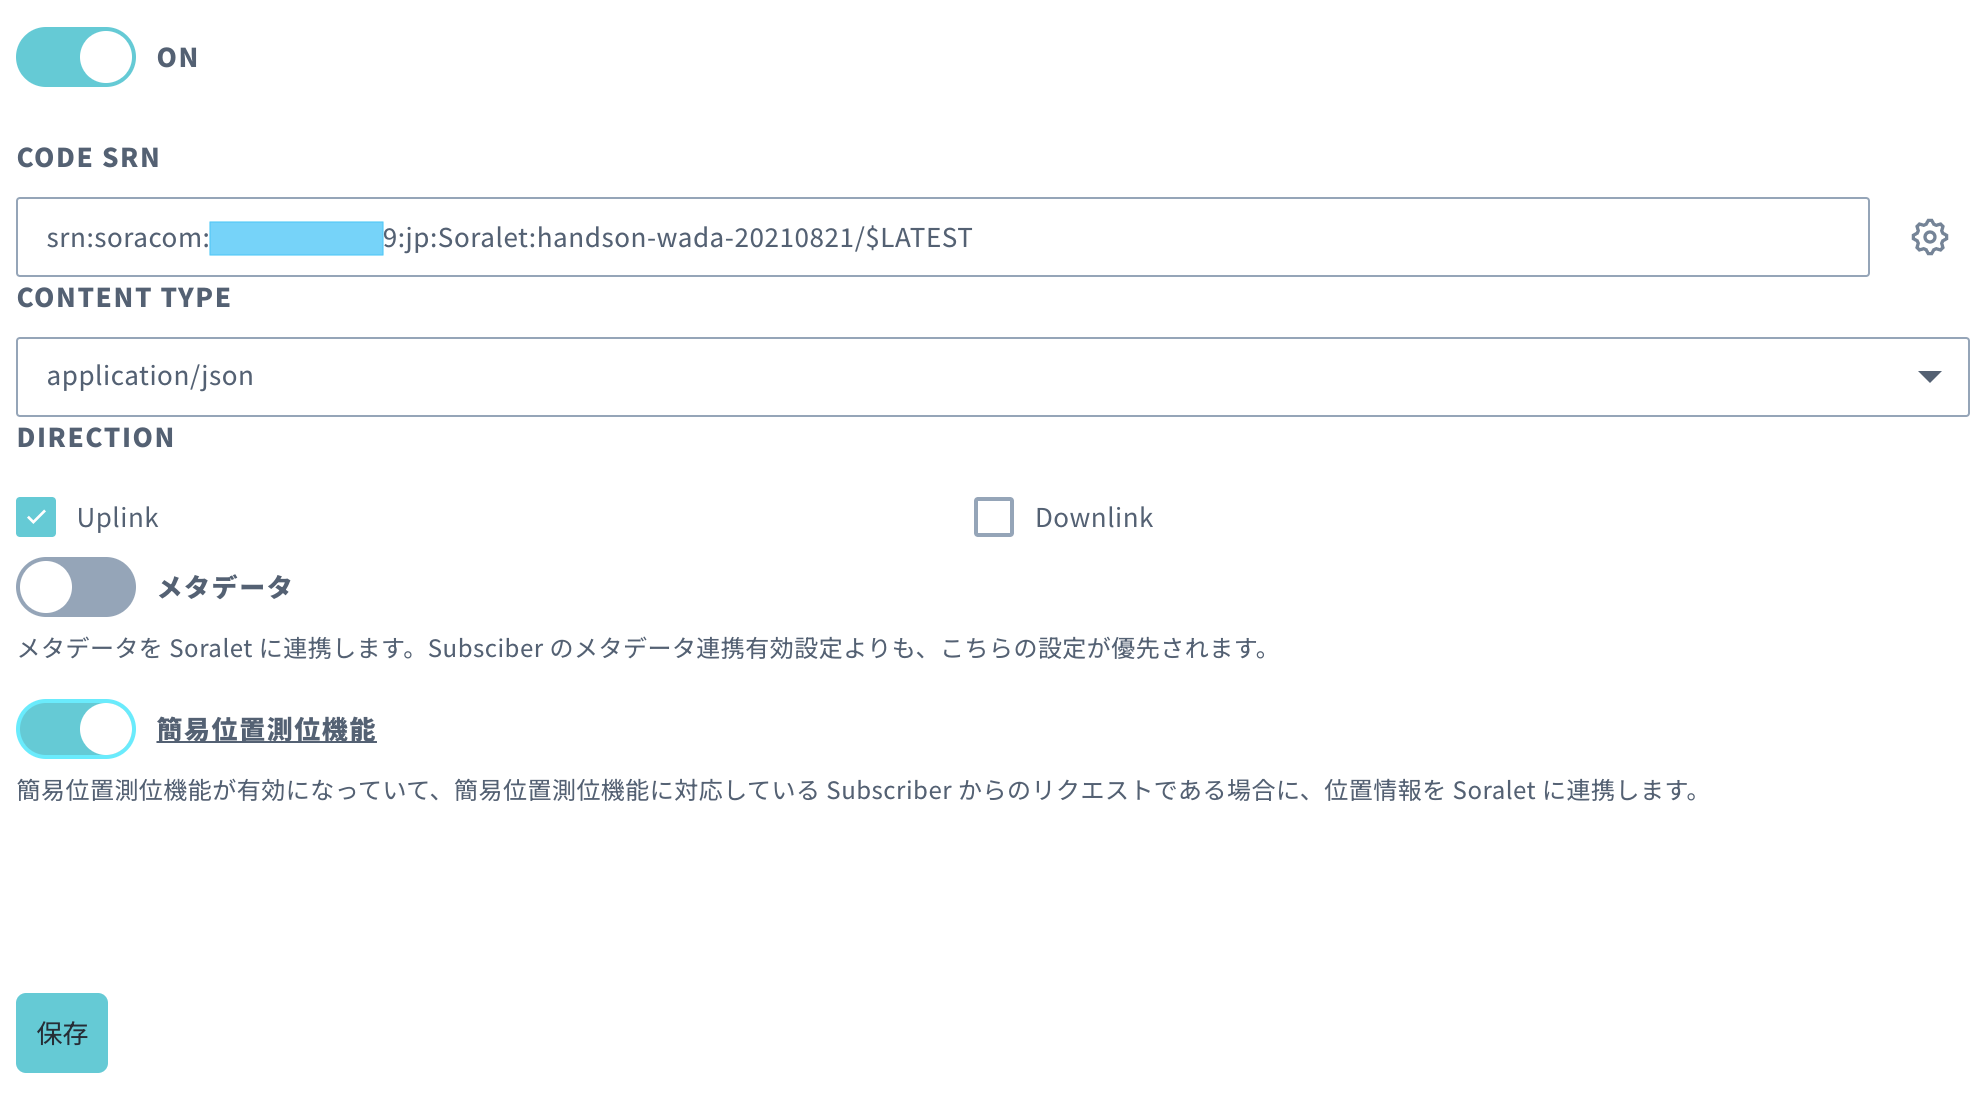 ON
CODE SRN
srn:soracom:9:jp:Soralet:handson-wada-20210821/$LATEST
CONTENT TYPE
application/json
DIRECTION
Uplink
Downlink
メタデータ
メタデータを Soralet に連携します。Subsciber のメタデータ連携有効設定よりも、こちらの設定が優先されます。
簡易位置測位機能
簡易位置測位機能が有効になっていて、簡易位置測位機能に対応している Subscriber からのリクエストである場合に、位置情報を Soralet に連携します。
保存